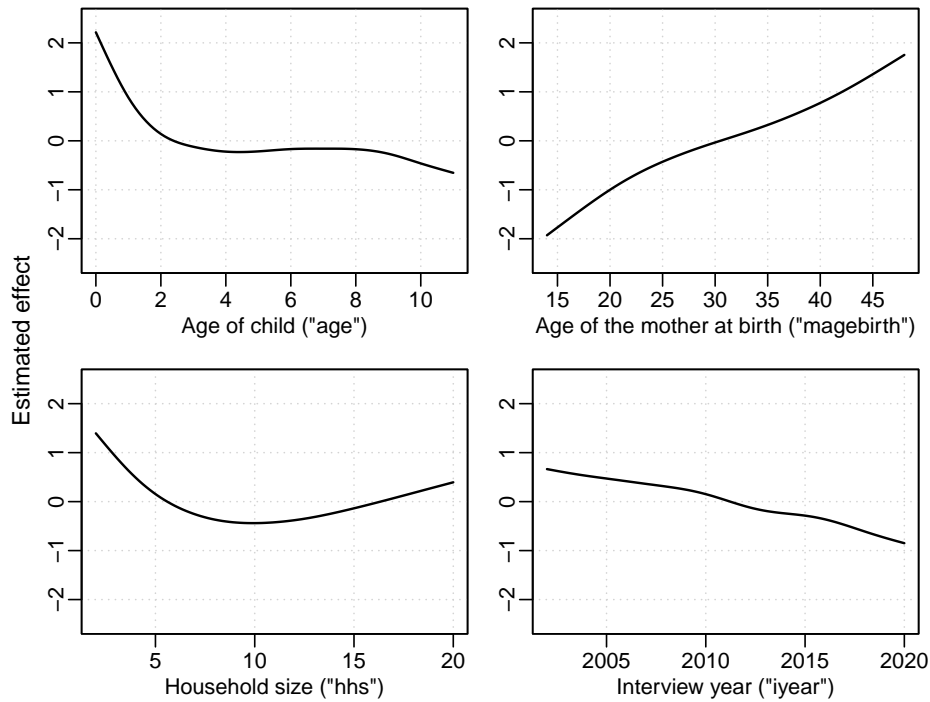 Estimated effect
2
1
0
−1
−2
0 2 4 6 8 10
Age of child ("age")
2
1
0
−1
−2
15 20 25 30 35 40 45
Age of the mother at birth ("magebirth")
2
1
0
−1
−2
5 10 15 20
Household size ("hhs")
2
1
0
−1
−2
2005 2010 2015 2020
Interview year ("iyear")